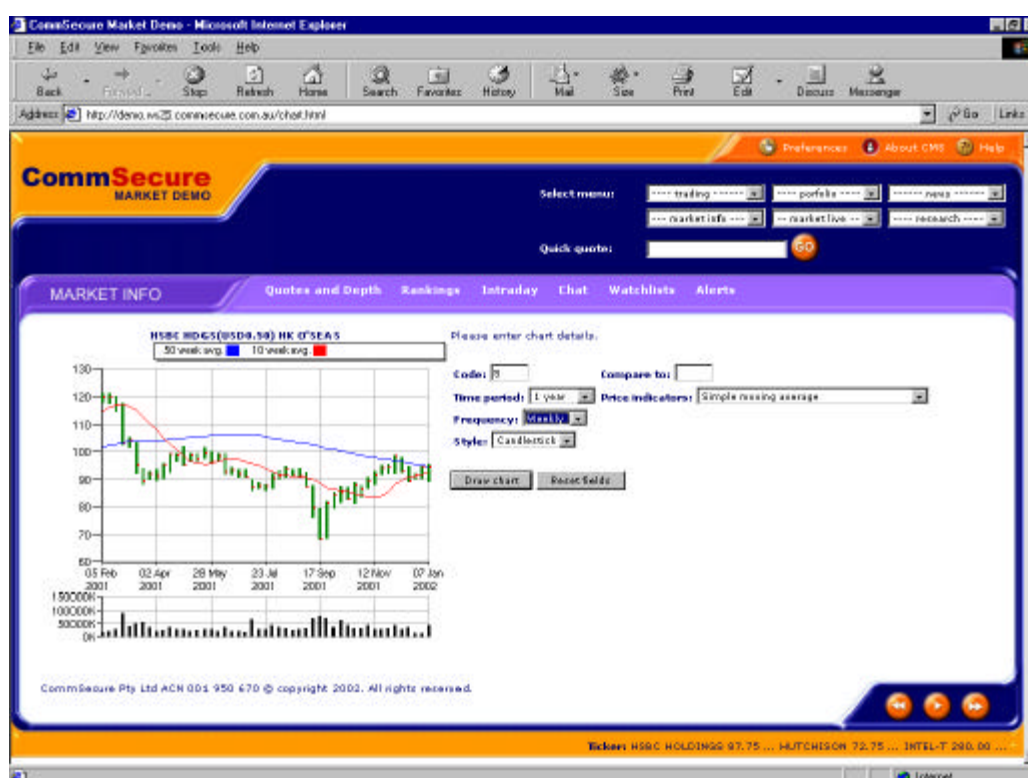 CommSecure Market Demo - Microsoft Internet Explorer
File Edit View Favorites Tools Help
Back Forward Stop Refresh Home Search Favorites History Mail Size Print Edit Discuss Messenger
Address Go Links
Preferences About CMS Help
CommSecure
MARKET DEMO
Select menu: ---- trading ------ ---- portfolio ---- ------ news ------
--- market info --- -- market live -- ---- research ----
Quick quote: GO
MARKET INFO Quotes and Depth Rankings Intraday Chat Watchlists Alerts
HSBC HDGS(USD0.50) HK O'SEAS
50 week avg. 10 week avg.
Please enter chart details.
Code: Compare to:
Time period: 1 year Price indicators: Simple moving average
Frequency: Weekly
Style: Candlestick
Draw chart Reset fields
130
120
110
100
90
80
70
60
05 Feb 02 Apr 28 May 23 Jul 17 Sep 12 Nov 07 Jan
2001 2001 2001 2001 2001 2001 2002
150000K
100000K
50000K
0K
CommSecure Pty Ltd ACN 001 950 670 © copyright 2002. All rights reserved.
Ticker: HSBC HOLDINGS 87.75 ... HUTCHISON 72.75 ... INTEL-T 280.00 ...
Internet